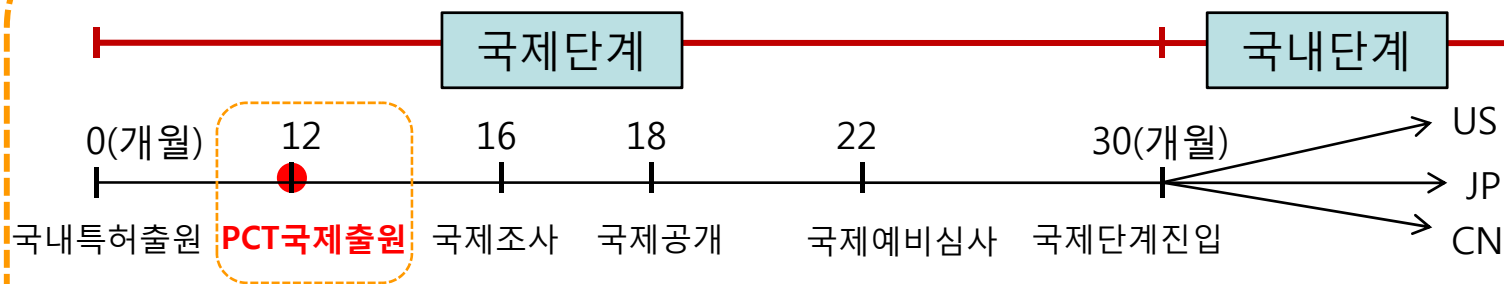 국제단계 국내단계
0(개월) 12 16 18 22 30(개월) US
JP
국내특허출원 PCT국제출원 국제조사 국제공개 국제예비심사 국제단계진입 CN